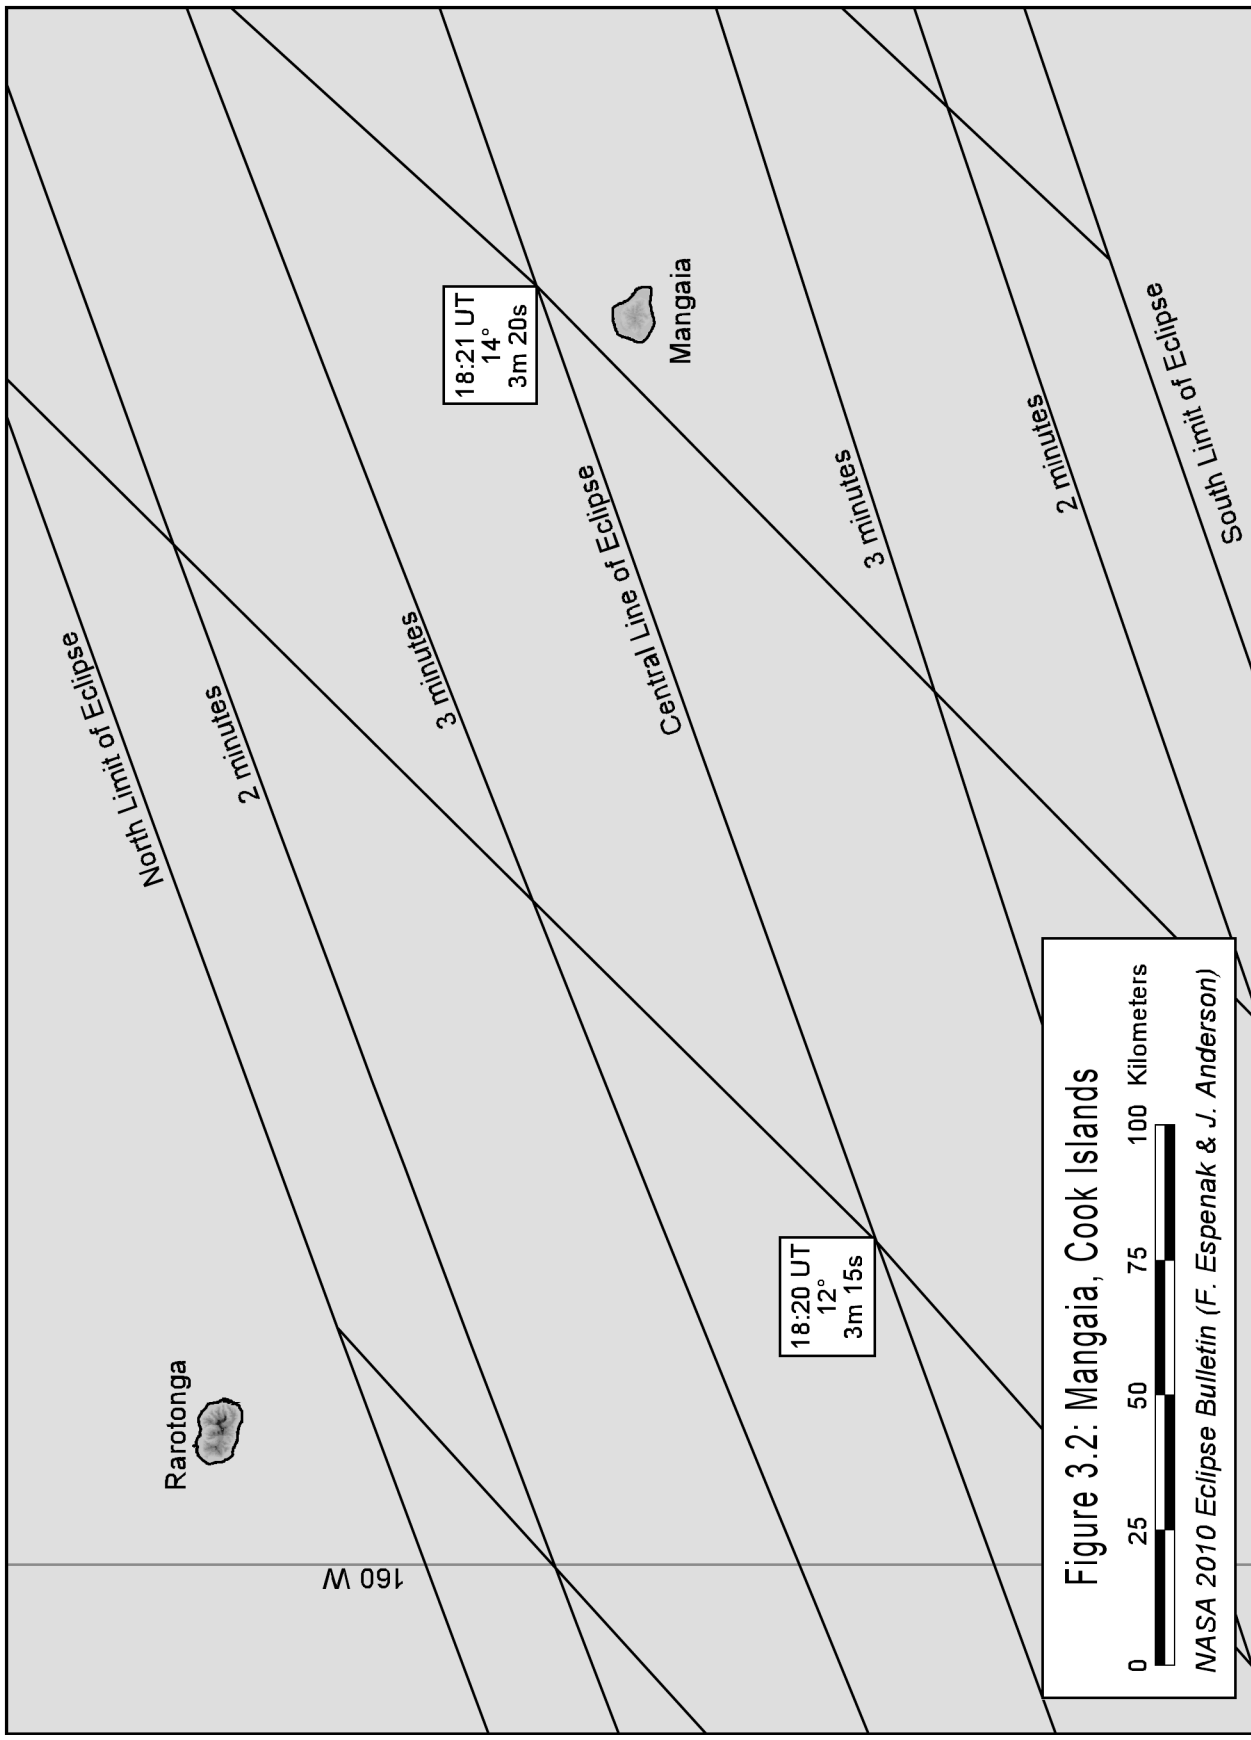 Rarotonga
160 W
North Limit of Eclipse
2 minutes
3 minutes
Central Line of Eclipse
18:20 UT
12°
3m 15s
18:21 UT
14°
3m 20s
Mangaia
3 minutes
2 minutes
South Limit of Eclipse
Figure 3.2: Mangaia, Cook Islands
0 25 50 75 100 Kilometers
NASA 2010 Eclipse Bulletin (F. Espenak & J. Anderson)